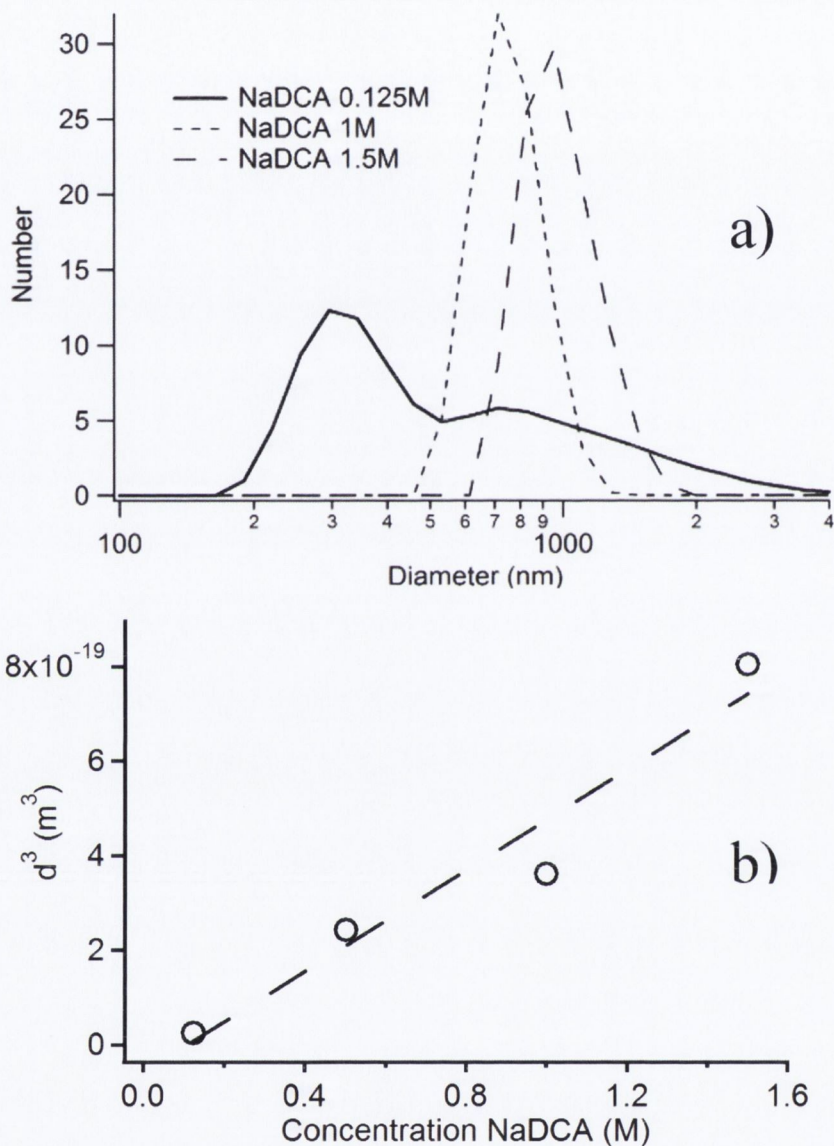 30
25
20
15
10
5
0
Number
NaDCA 0.125M
NaDCA 1M
NaDCA 1.5M
a)
2 3 4 5 6 7 8 9 2 3 4
100 1000
Diameter (nm)
8x10⁻¹⁹
6
4
2
0
d³ (m³)
b)
0.0 0.4 0.8 1.2 1.6
Concentration NaDCA (M)